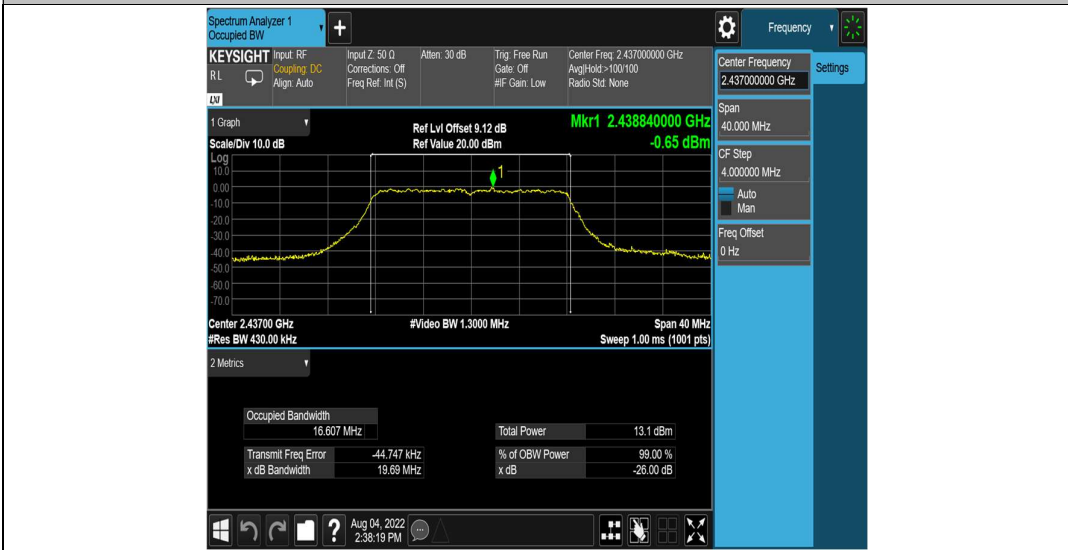 Spectrum Analyzer 1
Occupied BW
+
Frequency
KEYSIGHT
RL
LXI
Input: RF
Coupling: DC
Align: Auto
Input Z: 50 Ω
Corrections: Off
Freq Ref: Int (S)
Atten: 30 dB
Trig: Free Run
Gate: Off
#IF Gain: Low
Center Freq: 2.437000000 GHz
Avg|Hold:>100/100
Radio Std: None
Center Frequency
2.437000000 GHz
Settings
Span
40.000 MHz
CF Step
4.000000 MHz
Auto
Man
Freq Offset
0 Hz
1 Graph
Scale/Div 10.0 dB
Ref Lvl Offset 9.12 dB
Ref Value 20.00 dBm
Mkr1 2.438840000 GHz
-0.65 dBm
Log
10.0
0.00
-10.0
-20.0
-30.0
-40.0
-50.0
-60.0
-70.0
1
Center 2.43700 GHz
#Res BW 430.00 kHz
#Video BW 1.3000 MHz
Span 40 MHz
Sweep 1.00 ms (1001 pts)
2 Metrics
Occupied Bandwidth
16.607 MHz
Total Power 13.1 dBm
Transmit Freq Error -44.747 kHz
% of OBW Power 99.00 %
x dB Bandwidth 19.69 MHz
x dB -26.00 dB
?
Aug 04, 2022
2:38:19 PM